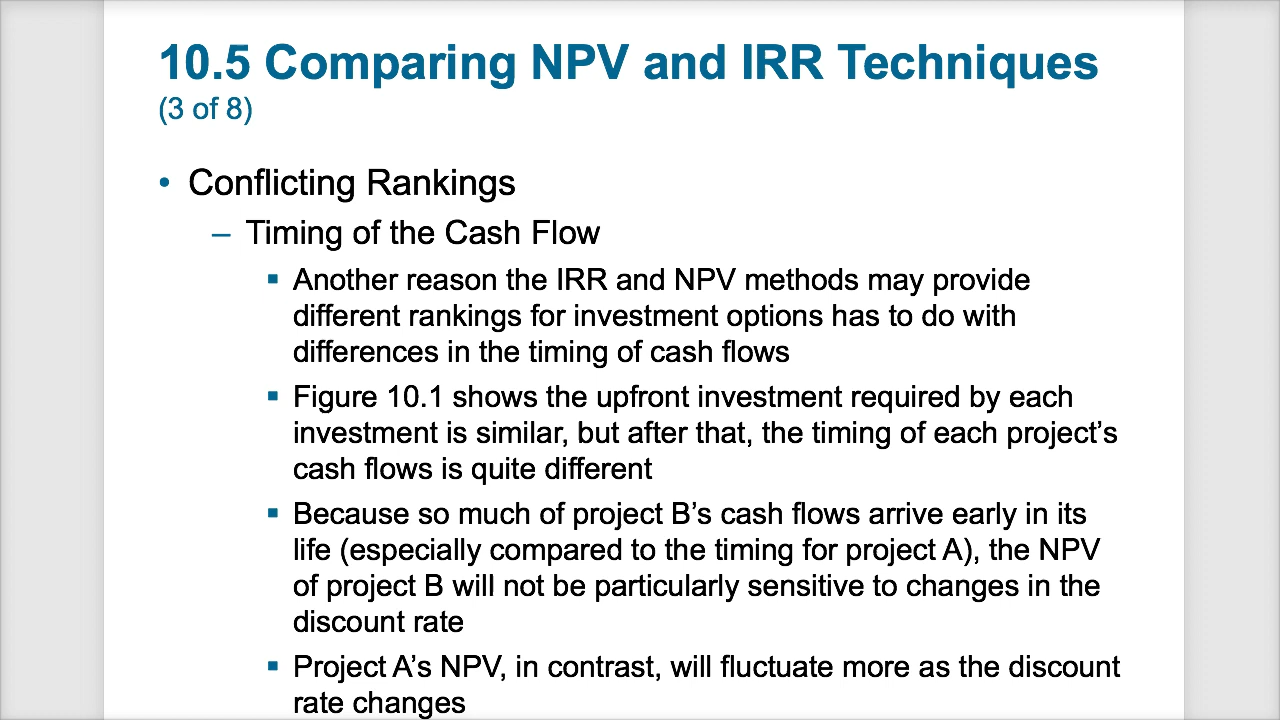 10.5 Comparing NPV and IRR Techniques
(3 of 8)
• Conflicting Rankings
– Timing of the Cash Flow
▪ Another reason the IRR and NPV methods may provide
different rankings for investment options has to do with
differences in the timing of cash flows
▪ Figure 10.1 shows the upfront investment required by each
investment is similar, but after that, the timing of each project’s
cash flows is quite different
▪ Because so much of project B’s cash flows arrive early in its
life (especially compared to the timing for project A), the NPV
of project B will not be particularly sensitive to changes in the
discount rate
▪ Project A’s NPV, in contrast, will fluctuate more as the discount
rate changes